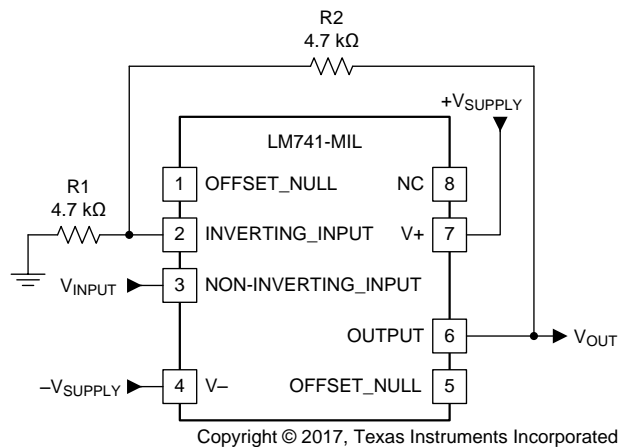 R2
4.7 kΩ
+VSUPPLY
LM741-MIL
1 OFFSET_NULL NC 8
R1
4.7 kΩ
2 INVERTING_INPUT V+ 7
VINPUT 3 NON-INVERTING_INPUT
OUTPUT 6 VOUT
–VSUPPLY 4 V–
OFFSET_NULL 5
Copyright © 2017, Texas Instruments Incorporated